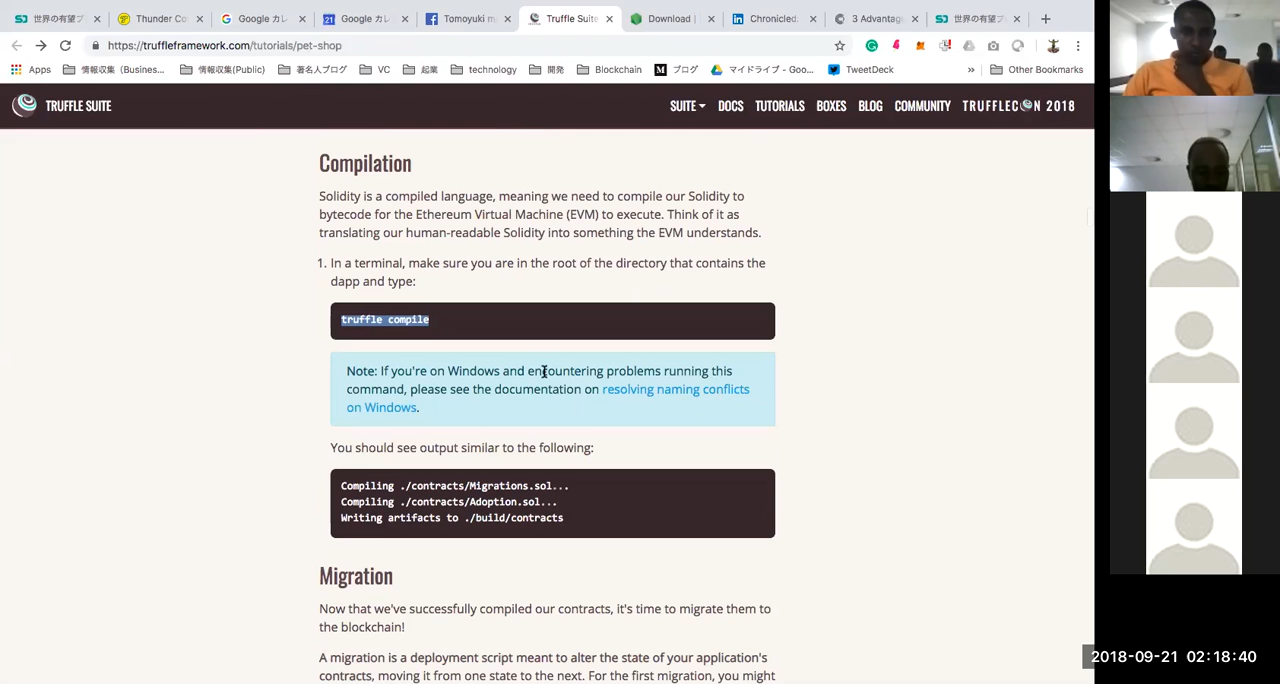 世界の有望プ
Thunder Co
Google カレ
Google カレ
Tomoyuki m
Truffle Suite
Download |
Chronicled
3 Advantage
世界の有望プ
https://truffleframework.com/tutorials/pet-shop
Apps
情報収集（Busines...
情報収集(Public)
著名人ブログ
VC
起業
technology
開発
Blockchain
ブログ
マイドライブ - Goo...
TweetDeck
»
Other Bookmarks
TRUFFLE SUITE
SUITE
DOCS
TUTORIALS
BOXES
BLOG
COMMUNITY
TRUFFLECON 2018
Compilation
Solidity is a compiled language, meaning we need to compile our Solidity to
bytecode for the Ethereum Virtual Machine (EVM) to execute. Think of it as
translating our human-readable Solidity into something the EVM understands.
1. In a terminal, make sure you are in the root of the directory that contains the
dapp and type:
truffle compile
Note: If you're on Windows and encountering problems running this
command, please see the documentation on resolving naming conflicts
on Windows.
You should see output similar to the following:
Compiling ./contracts/Migrations.sol...
Compiling ./contracts/Adoption.sol...
Writing artifacts to ./build/contracts
Migration
Now that we've successfully compiled our contracts, it's time to migrate them to
the blockchain!
A migration is a deployment script meant to alter the state of your application's
contracts, moving it from one state to the next. For the first migration, you might
2018-09-21 02:18:40